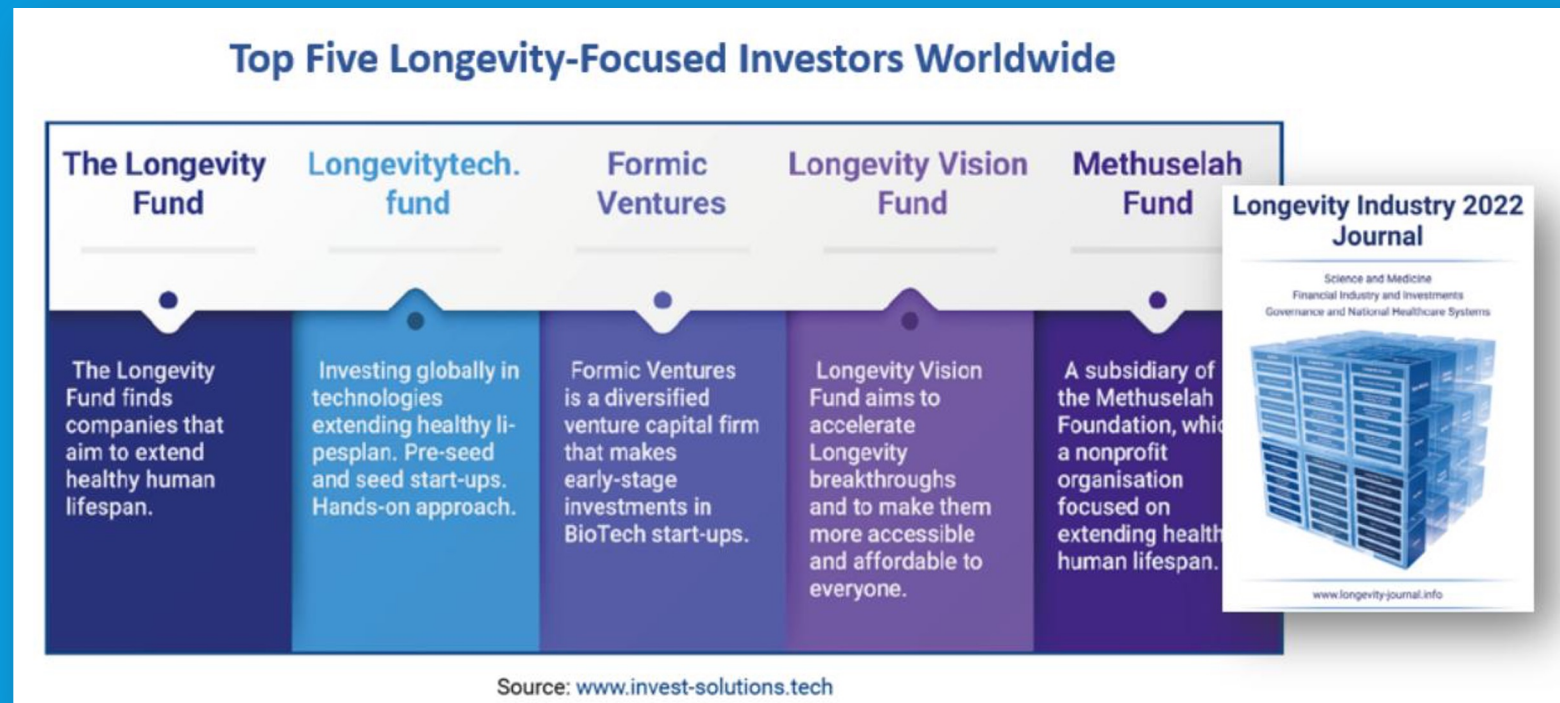 Top Five Longevity-Focused Investors Worldwide
The Longevity
Fund
Longevitytech.
fund
Formic
Ventures
Longevity Vision
Fund
Methuselah
Fund
The Longevity
Fund finds
companies that
aim to extend
healthy human
lifespan.
Investing globally in
technologies
extending healthy li-
pesplan. Pre-seed
and seed start-ups.
Hands-on approach.
Formic Ventures
is a diversified
venture capital firm
that makes
early-stage
investments in
BioTech start-ups.
Longevity Vision
Fund aims to
accelerate
Longevity
breakthroughs
and to make them
more accessible
and affordable to
everyone.
A subsidiary of
the Methuselah
Foundation, whic
a nonprofit
organisation
focused on
extending health
human lifespan.
Longevity Industry 2022
Journal
Science and Medicine
Financial Industry and Investments
Governance and National Healthcare Systems
www.longevity-journal.info
Source: www.invest-solutions.tech